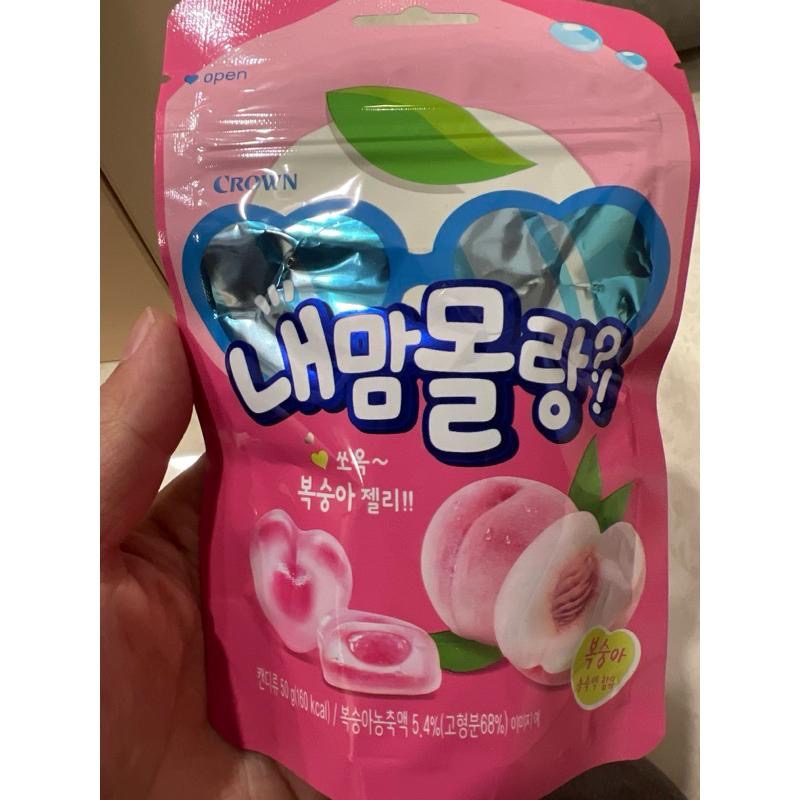 open
CROWN
내맘몰랑?!
쏘옥~
복숭아 젤리!!
복숭아
캔디류 50 g(160 kcal) / 복숭아농축액 5.4%(고형분68%) 이미지 예